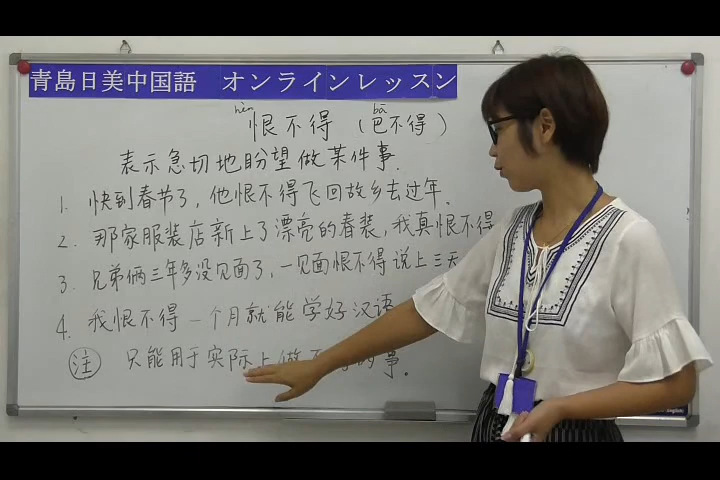 青島日美中国語 オンラインレッスン
hèn bā
恨不得 (巴不得)
表示急切地盼望做某件事.
1. 快到春节了, 他恨不得飞回故乡去过年.
2. 那家服装店新上了漂亮的春装, 我真恨不得
3. 兄弟俩三年多没见面了, 一见面恨不得说上三天
4. 我恨不得一个月就能学好汉语
注 只能用于实际上做不 的事.